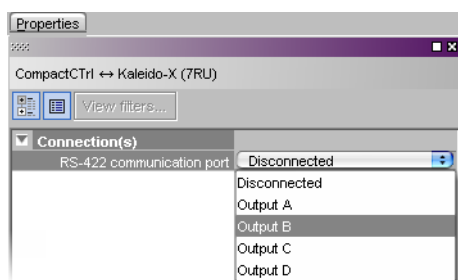 Properties
CompactCTrl ↔ Kaleido-X (7RU)
View filters...
Connection(s)
RS-422 communication port Disconnected
Disconnected
Output A
Output B
Output C
Output D